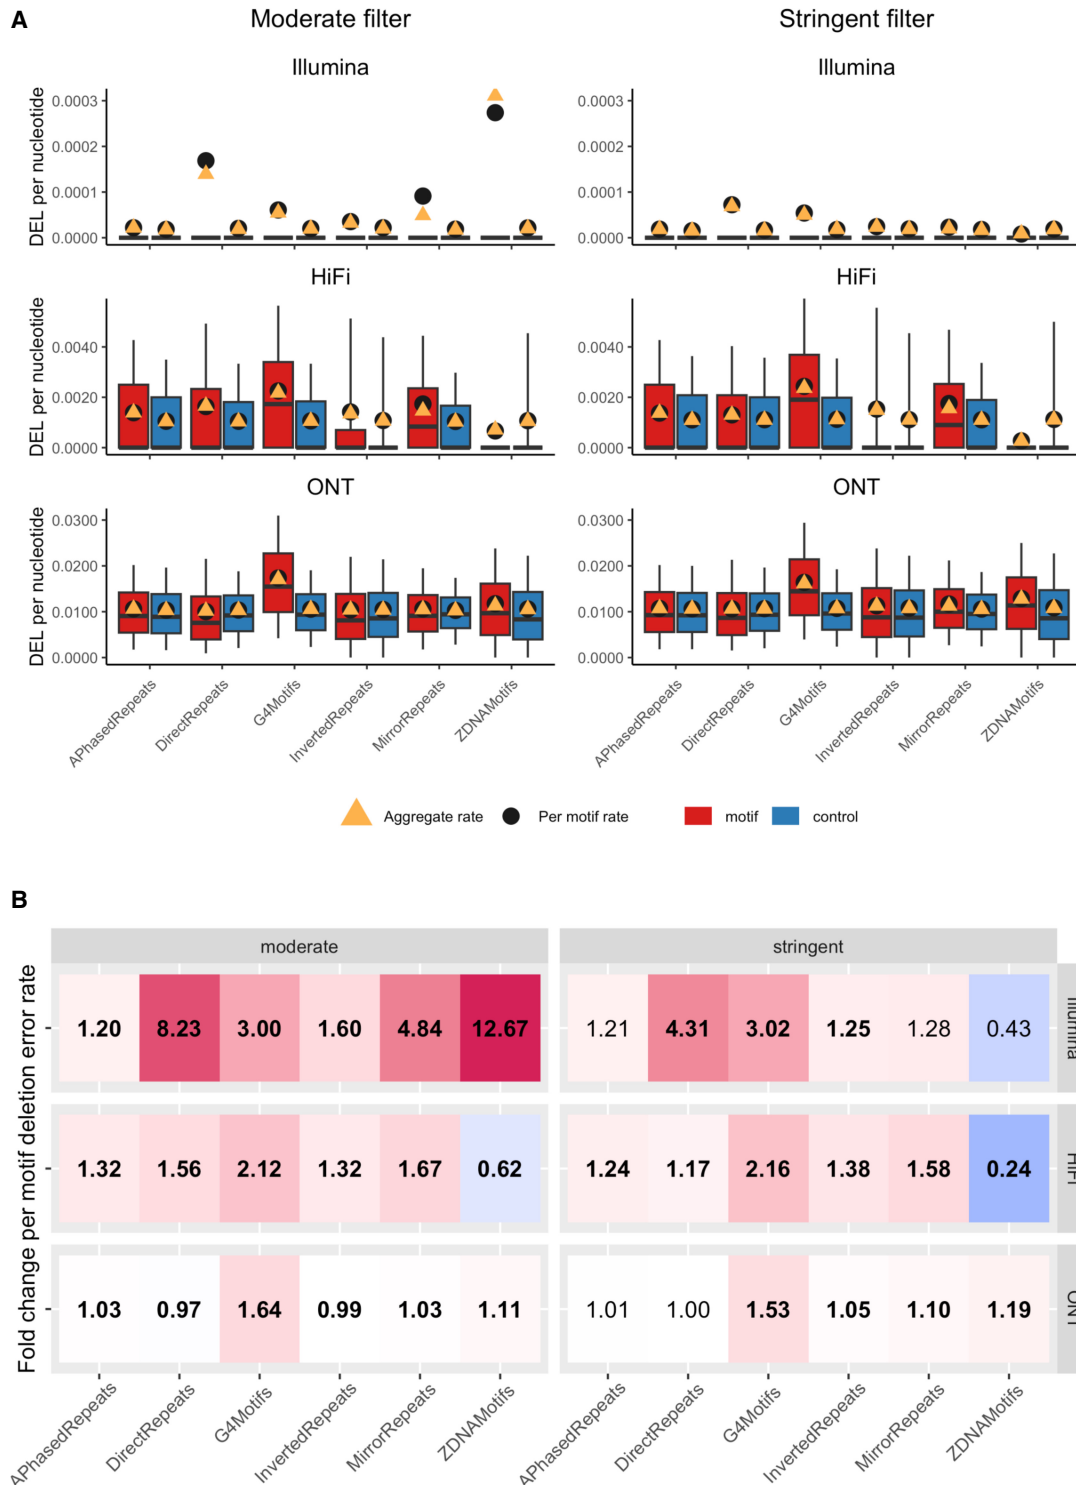 A
Moderate filter
Stringent filter
Illumina
Illumina
DEL per nucleotide
0.0003
0.0002
0.0001
0.0000
0.0003
0.0002
0.0001
0.0000
HiFi
HiFi
DEL per nucleotide
0.0040
0.0020
0.0000
0.0040
0.0020
0.0000
ONT
ONT
DEL per nucleotide
0.0300
0.0200
0.0100
0.0000
0.0300
0.0200
0.0100
0.0000
APhasedRepeats
DirectRepeats
G4Motifs
InvertedRepeats
MirrorRepeats
ZDNAMotifs
APhasedRepeats
DirectRepeats
G4Motifs
InvertedRepeats
MirrorRepeats
ZDNAMotifs
Aggregate rate
Per motif rate
motif
control
B
Fold change per motif deletion error rate
moderate
stringent
1.20 8.23 3.00 1.60 4.84 12.67
1.21 4.31 3.02 1.25 1.28 0.43
Illumina
1.32 1.56 2.12 1.32 1.67 0.62
1.24 1.17 2.16 1.38 1.58 0.24
HiFi
1.03 0.97 1.64 0.99 1.03 1.11
1.01 1.00 1.53 1.05 1.10 1.19
ONT
APhasedRepeats
DirectRepeats
G4Motifs
InvertedRepeats
MirrorRepeats
ZDNAMotifs
APhasedRepeats
DirectRepeats
G4Motifs
InvertedRepeats
MirrorRepeats
ZDNAMotifs